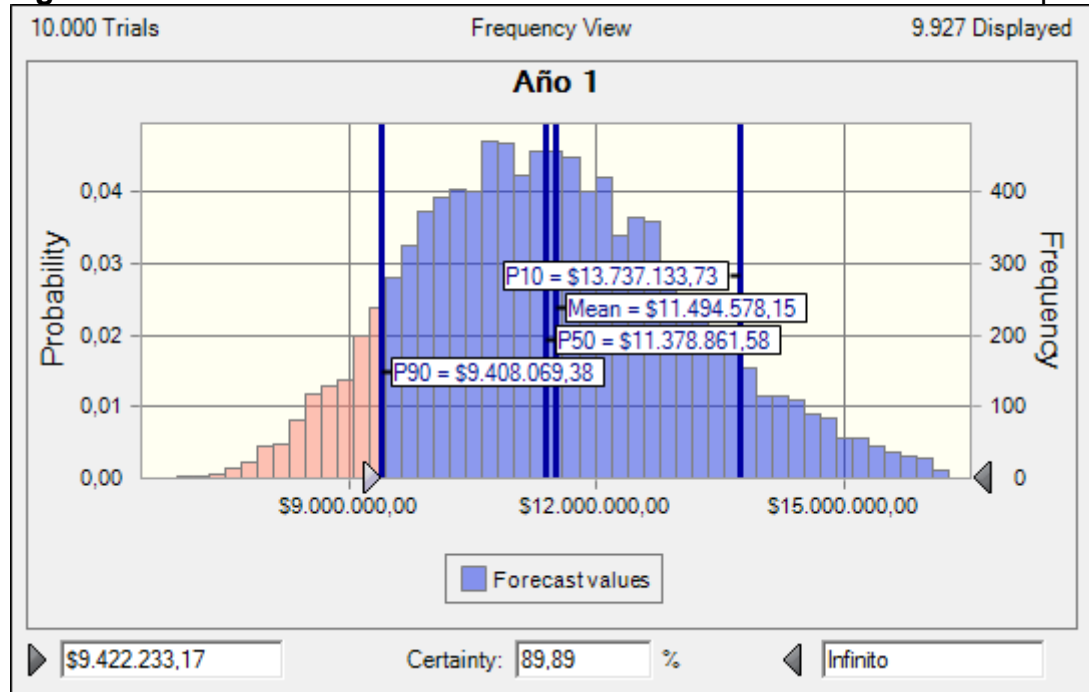 10.000 Trials Frequency View 9.927 Displayed
Año 1
0,04
0,03
0,02
0,01
0,00
Probability
400
300
200
100
0
Frequency
P10 = $13.737.133,73
Mean = $11.494.578,15
P50 = $11.378.861,58
P90 = $9.408.069,38
$9.000.000,00 $12.000.000,00 $15.000.000,00
Forecast values
$9.422.233,17 Certainty: 89,89 % Infinito